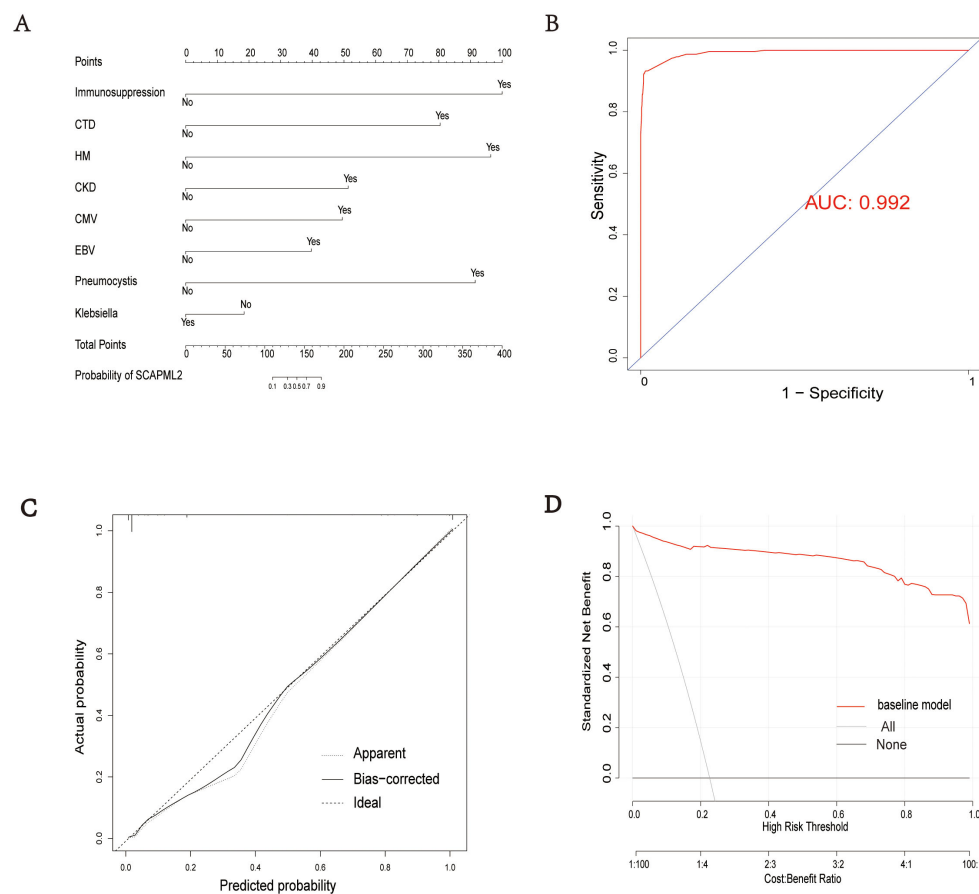 A
Points
0 10 20 30 40 50 60 70 80 90 100
Immunosuppression
No Yes
CTD
No Yes
HM
No Yes
CKD
No Yes
CMV
No Yes
EBV
No Yes
Pneumocystis
No Yes
Klebsiella
Yes No
Total Points
0 50 100 150 200 250 300 350 400
Probability of SCAPML2
0.1 0.3 0.5 0.7 0.9
B
Sensitivity
0.0 0.2 0.4 0.6 0.8 1.0
AUC: 0.992
0 1
1 − Specificity
C
Actual probability
0.0 0.2 0.4 0.6 0.8 1.0
Apparent
Bias−corrected
Ideal
0.0 0.2 0.4 0.6 0.8 1.0
Predicted probability
D
Standardized Net Benefit
0.0 0.2 0.4 0.6 0.8 1.0
baseline model
All
None
0.0 0.2 0.4 0.6 0.8 1.0
High Risk Threshold
1:100 1:4 2:3 3:2 4:1 100:
Cost:Benefit Ratio